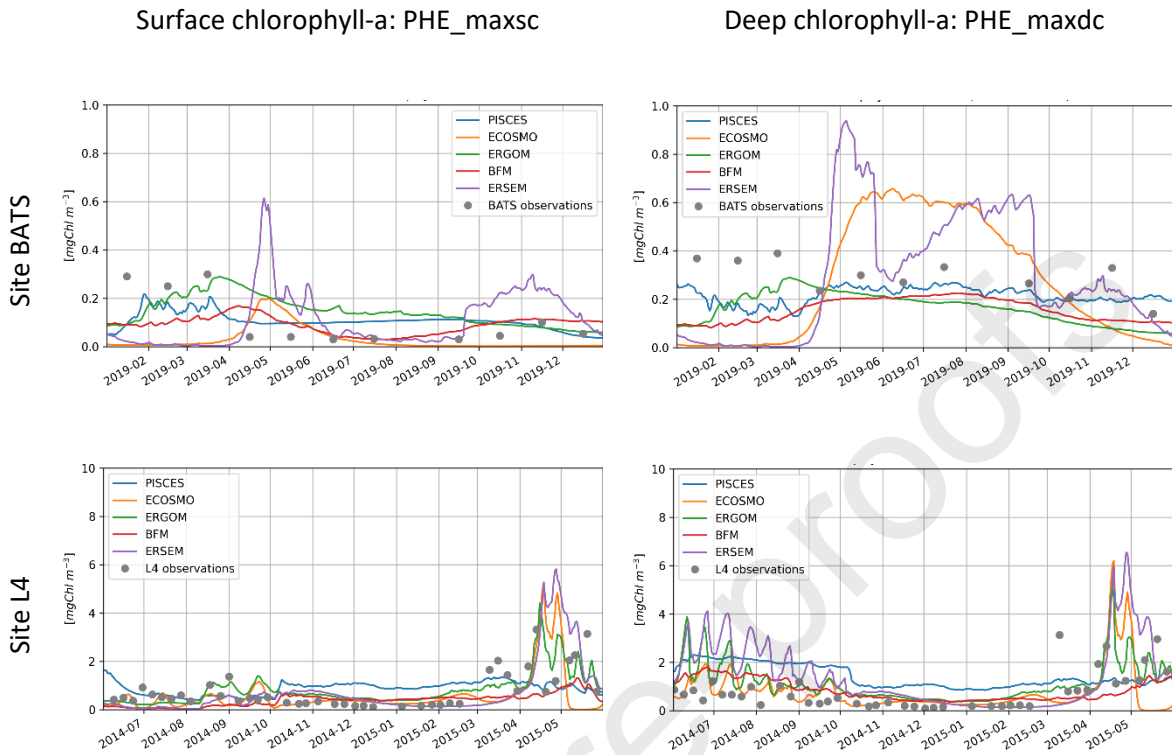 Surface chlorophyll-a: PHE_maxsc
Deep chlorophyll-a: PHE_maxdc
Site BATS
1.0
0.8
0.6
0.4
0.2
0.0
[mgChl m⁻³]
PISCES
ECOSMO
ERGOM
BFM
ERSEM
BATS observations
2019-02
2019-03
2019-04
2019-05
2019-06
2019-07
2019-08
2019-09
2019-10
2019-11
2019-12
1.0
0.8
0.6
0.4
0.2
0.0
[mgChl m⁻³]
PISCES
ECOSMO
ERGOM
BFM
ERSEM
BATS observations
2019-02
2019-03
2019-04
2019-05
2019-06
2019-07
2019-08
2019-09
2019-10
2019-11
2019-12
Site L4
10
8
6
4
2
0
[mgChl m⁻³]
PISCES
ECOSMO
ERGOM
BFM
ERSEM
L4 observations
2014-07
2014-08
2014-09
2014-10
2014-11
2014-12
2015-01
2015-02
2015-03
2015-04
2015-05
10
8
6
4
2
0
[mgChl m⁻³]
PISCES
ECOSMO
ERGOM
BFM
ERSEM
L4 observations
2014-07
2014-08
2014-09
2014-10
2014-11
2014-12
2015-01
2015-02
2015-03
2015-04
2015-05
re proofs